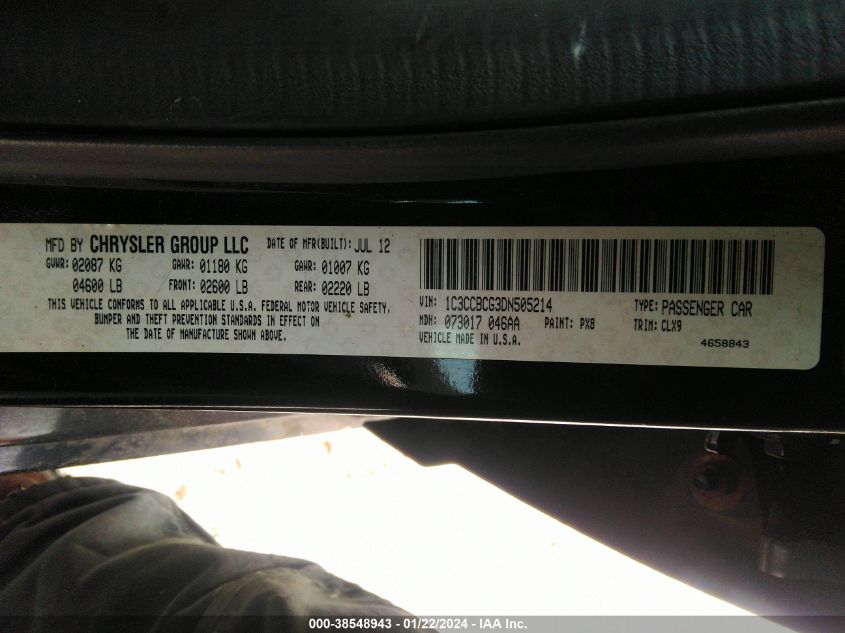 MFD BY CHRYSLER GROUP LLC DATE OF MFR(BUILT): JUL 12
GVWR: 02087 KG GAWR: 01180 KG GAWR: 01007 KG
04600 LB FRONT: 02600 LB REAR: 02220 LB
THIS VEHICLE CONFORMS TO ALL APPLICABLE U.S.A. FEDERAL MOTOR VEHICLE SAFETY,
BUMPER AND THEFT PREVENTION STANDARDS IN EFFECT ON
THE DATE OF MANUFACTURE SHOWN ABOVE.
VIN: 1C3CCBCG3DN505214 TYPE: PASSENGER CAR
MDH: 073017 046AA PAINT: PX8 TRIM: CLX9
VEHICLE MADE IN U.S.A. 4658843
000-38548943 - 01/22/2024 - IAA Inc.